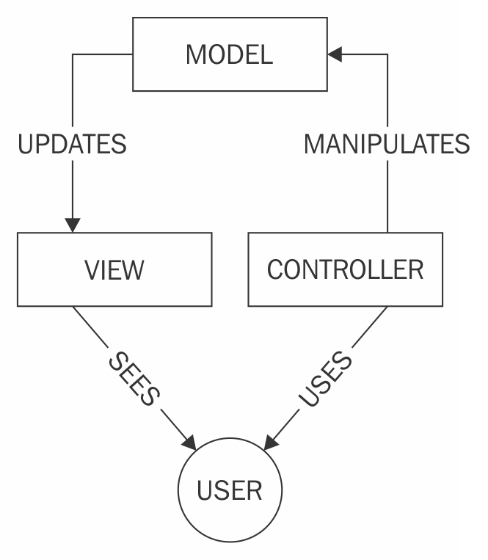 MODEL
UPDATES
MANIPULATES
VIEW
CONTROLLER
SEES
USES
USER